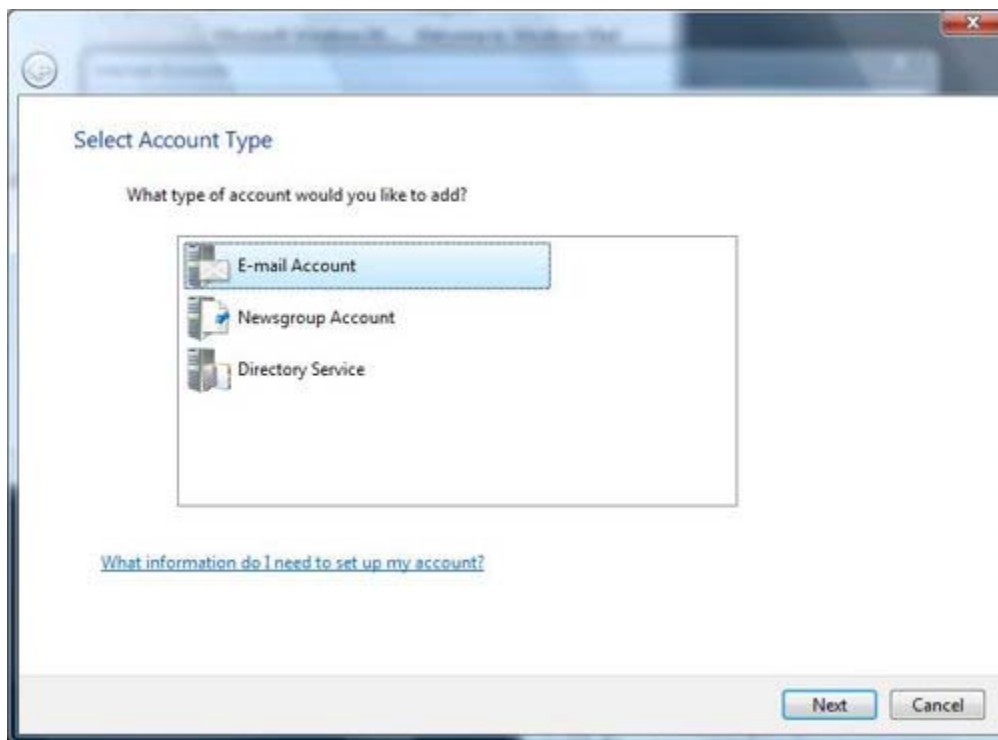 Select Account Type
What type of account would you like to add?
E-mail Account
Newsgroup Account
Directory Service
What information do I need to set up my account?
Next
Cancel